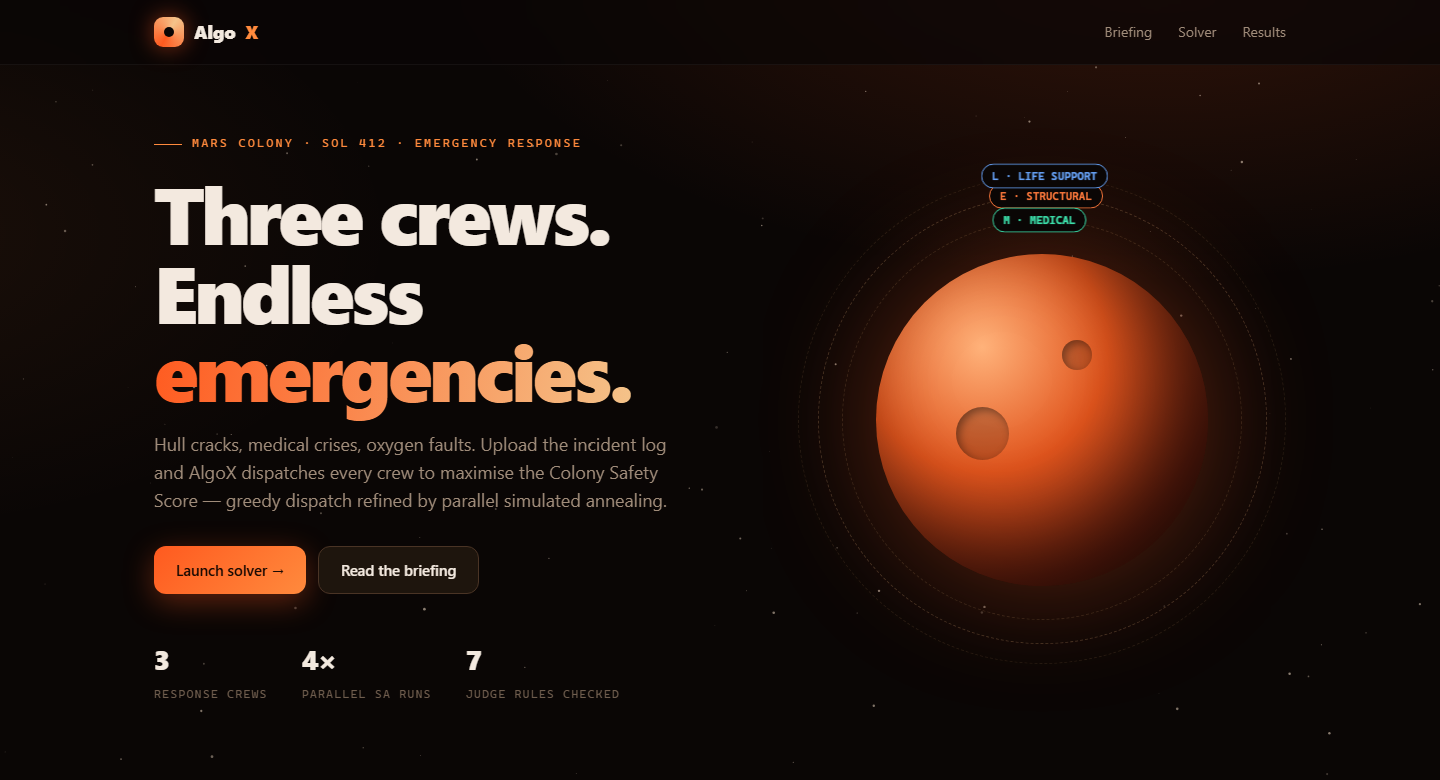 Algo X
Briefing Solver Results
MARS COLONY · SOL 412 · EMERGENCY RESPONSE
Three crews.
Endless
emergencies.
Hull cracks, medical crises, oxygen faults. Upload the incident log
and AlgoX dispatches every crew to maximise the Colony Safety
Score — greedy dispatch refined by parallel simulated annealing.
Launch solver →
Read the briefing
3
RESPONSE CREWS
4×
PARALLEL SA RUNS
7
JUDGE RULES CHECKED
L · LIFE SUPPORT
E · STRUCTURAL
M · MEDICAL